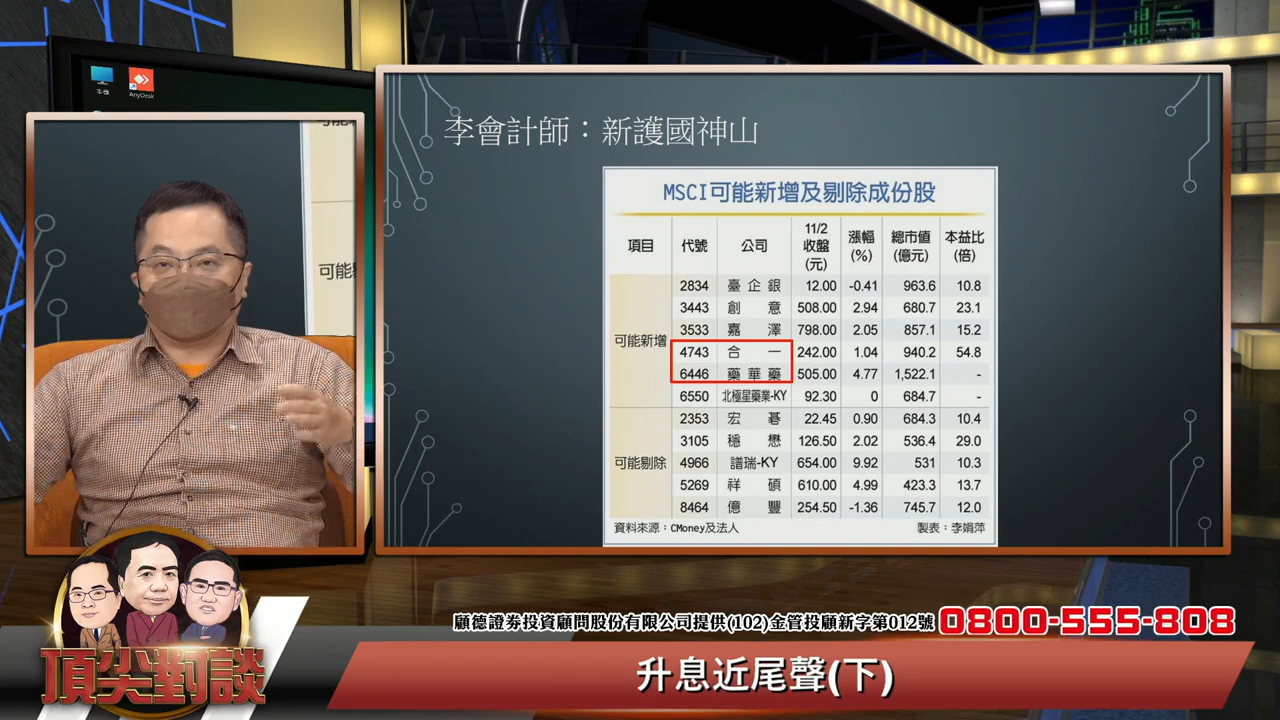 本機
AnyDesk
可能
李會計師：新護國神山
MSCI可能新增及剔除成份股
項目 代號 公司 11/2收盤(元) 漲幅(%) 總市值(億元) 本益比(倍)
可能新增
2834 臺企銀 12.00 -0.41 963.6 10.8
3443 創意 508.00 2.94 680.7 23.1
3533 嘉澤 798.00 2.05 857.1 15.2
4743 合一 242.00 1.04 940.2 54.8
6446 藥華藥 505.00 4.77 1,522.1 -
6550 北極星藥業-KY 92.30 0 684.7 -
可能剔除
2353 宏碁 22.45 0.90 684.3 10.4
3105 穩懋 126.50 2.02 536.4 29.0
4966 譜瑞-KY 654.00 9.92 531 10.3
5269 祥碩 610.00 4.99 423.3 13.7
8464 億豐 254.50 -1.36 745.7 12.0
資料來源：CMoney及法人 製表：李娟萍
顧德證券投資顧問股份有限公司提供(102)金管投顧新字第012號 0800-555-808
頂尖對談
升息近尾聲(下)